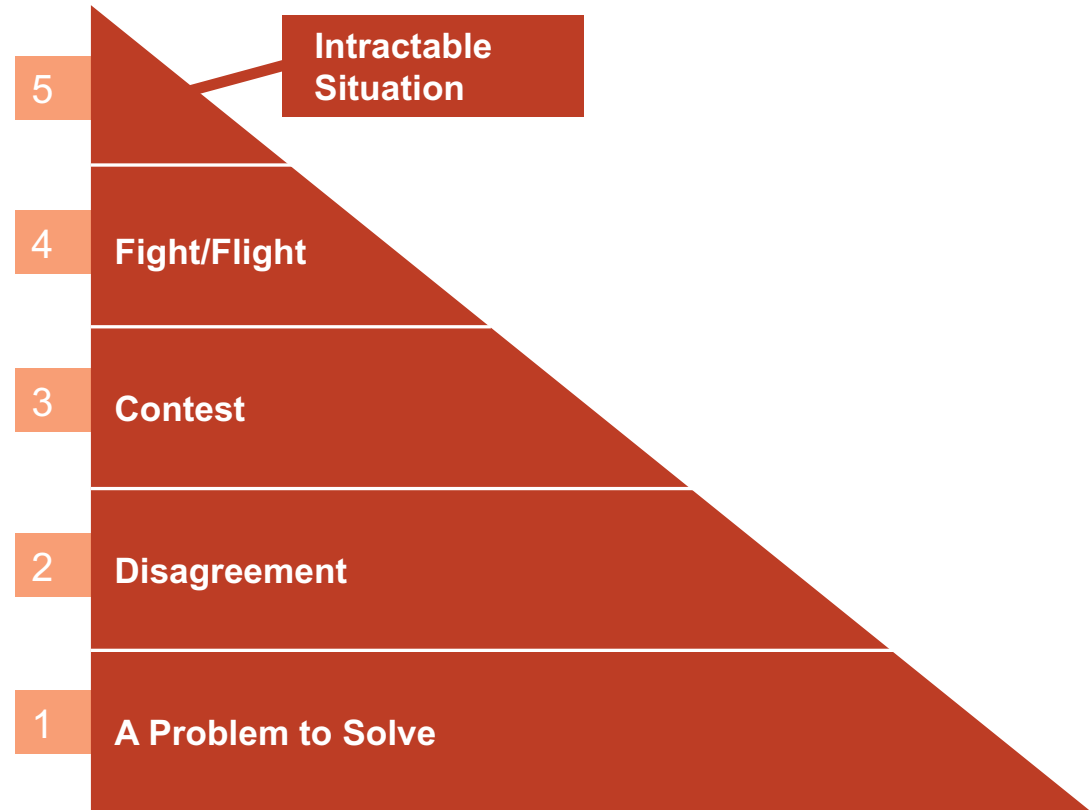 Intractable
Situation
5
4
Fight/Flight
3
Contest
2
Disagreement
1
A Problem to Solve